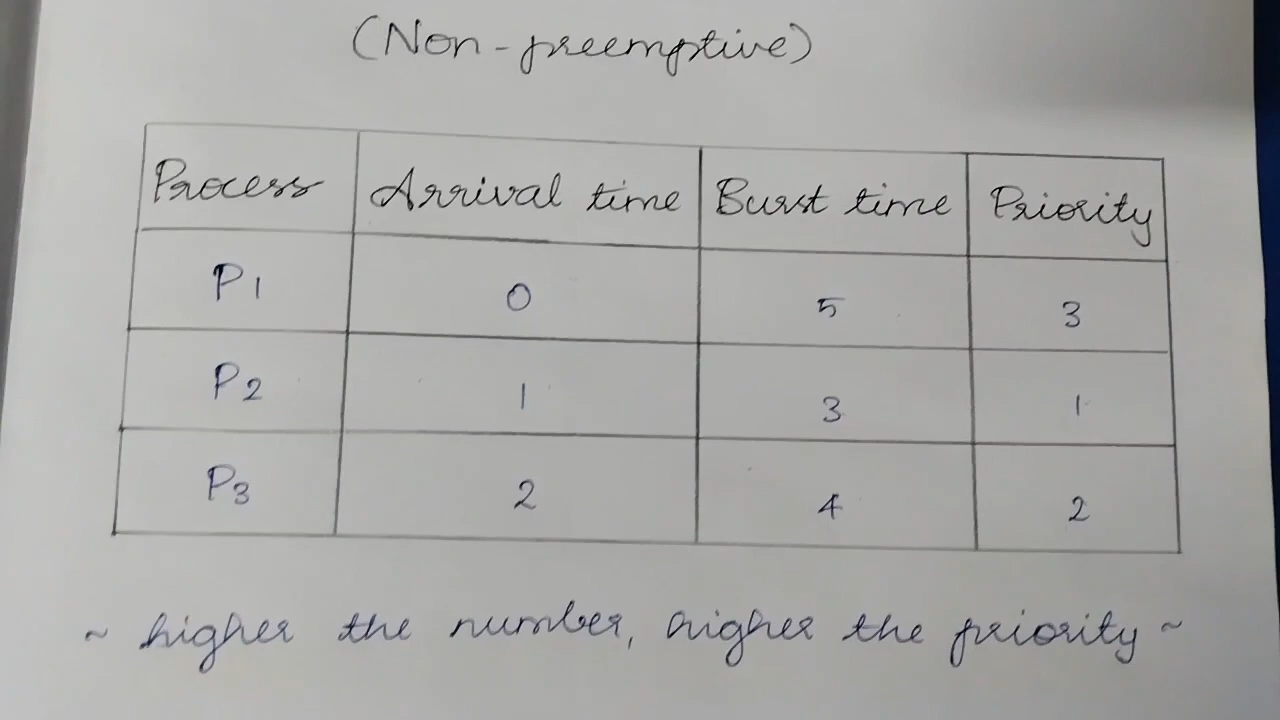 (Non-preemptive)
Process Arrival time Burst time Priority
P1 0 5 3
P2 1 3 1
P3 2 4 2
~ higher the number, higher the priority ~